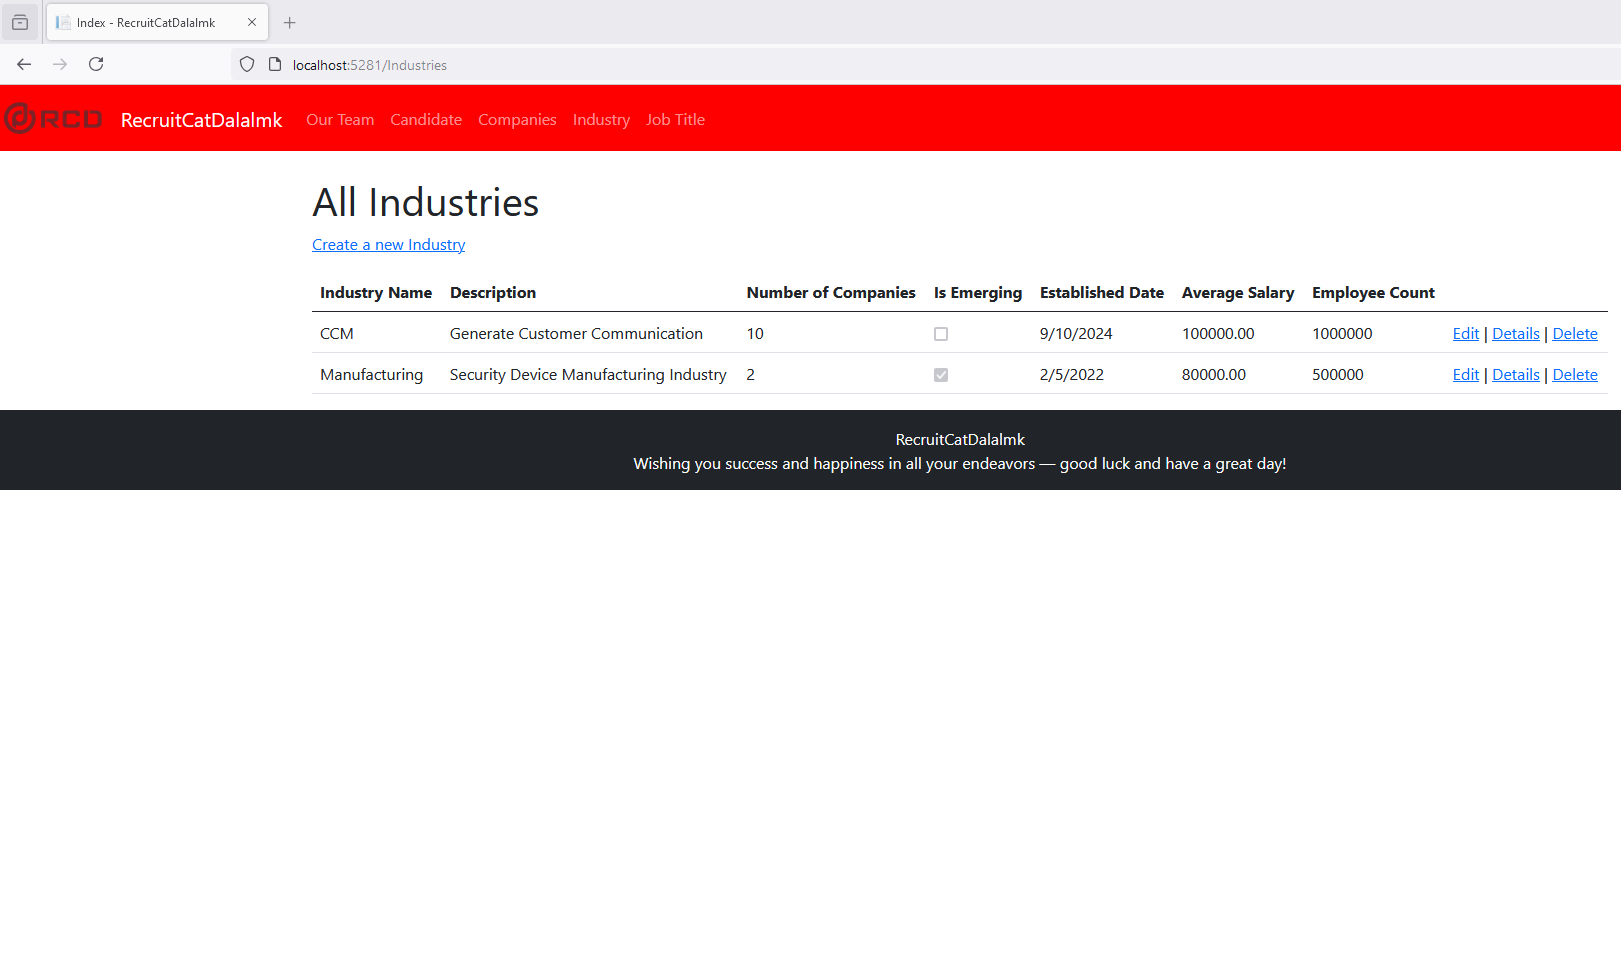 Index - RecruitCatDalalmk
localhost:5281/Industries
RCD RecruitCatDalalmk Our Team Candidate Companies Industry Job Title
All Industries
Create a new Industry
Industry Name Description Number of Companies Is Emerging Established Date Average Salary Employee Count
CCM Generate Customer Communication 10 9/10/2024 100000.00 1000000 Edit | Details | Delete
Manufacturing Security Device Manufacturing Industry 2 2/5/2022 80000.00 500000 Edit | Details | Delete
RecruitCatDalalmk
Wishing you success and happiness in all your endeavors — good luck and have a great day!